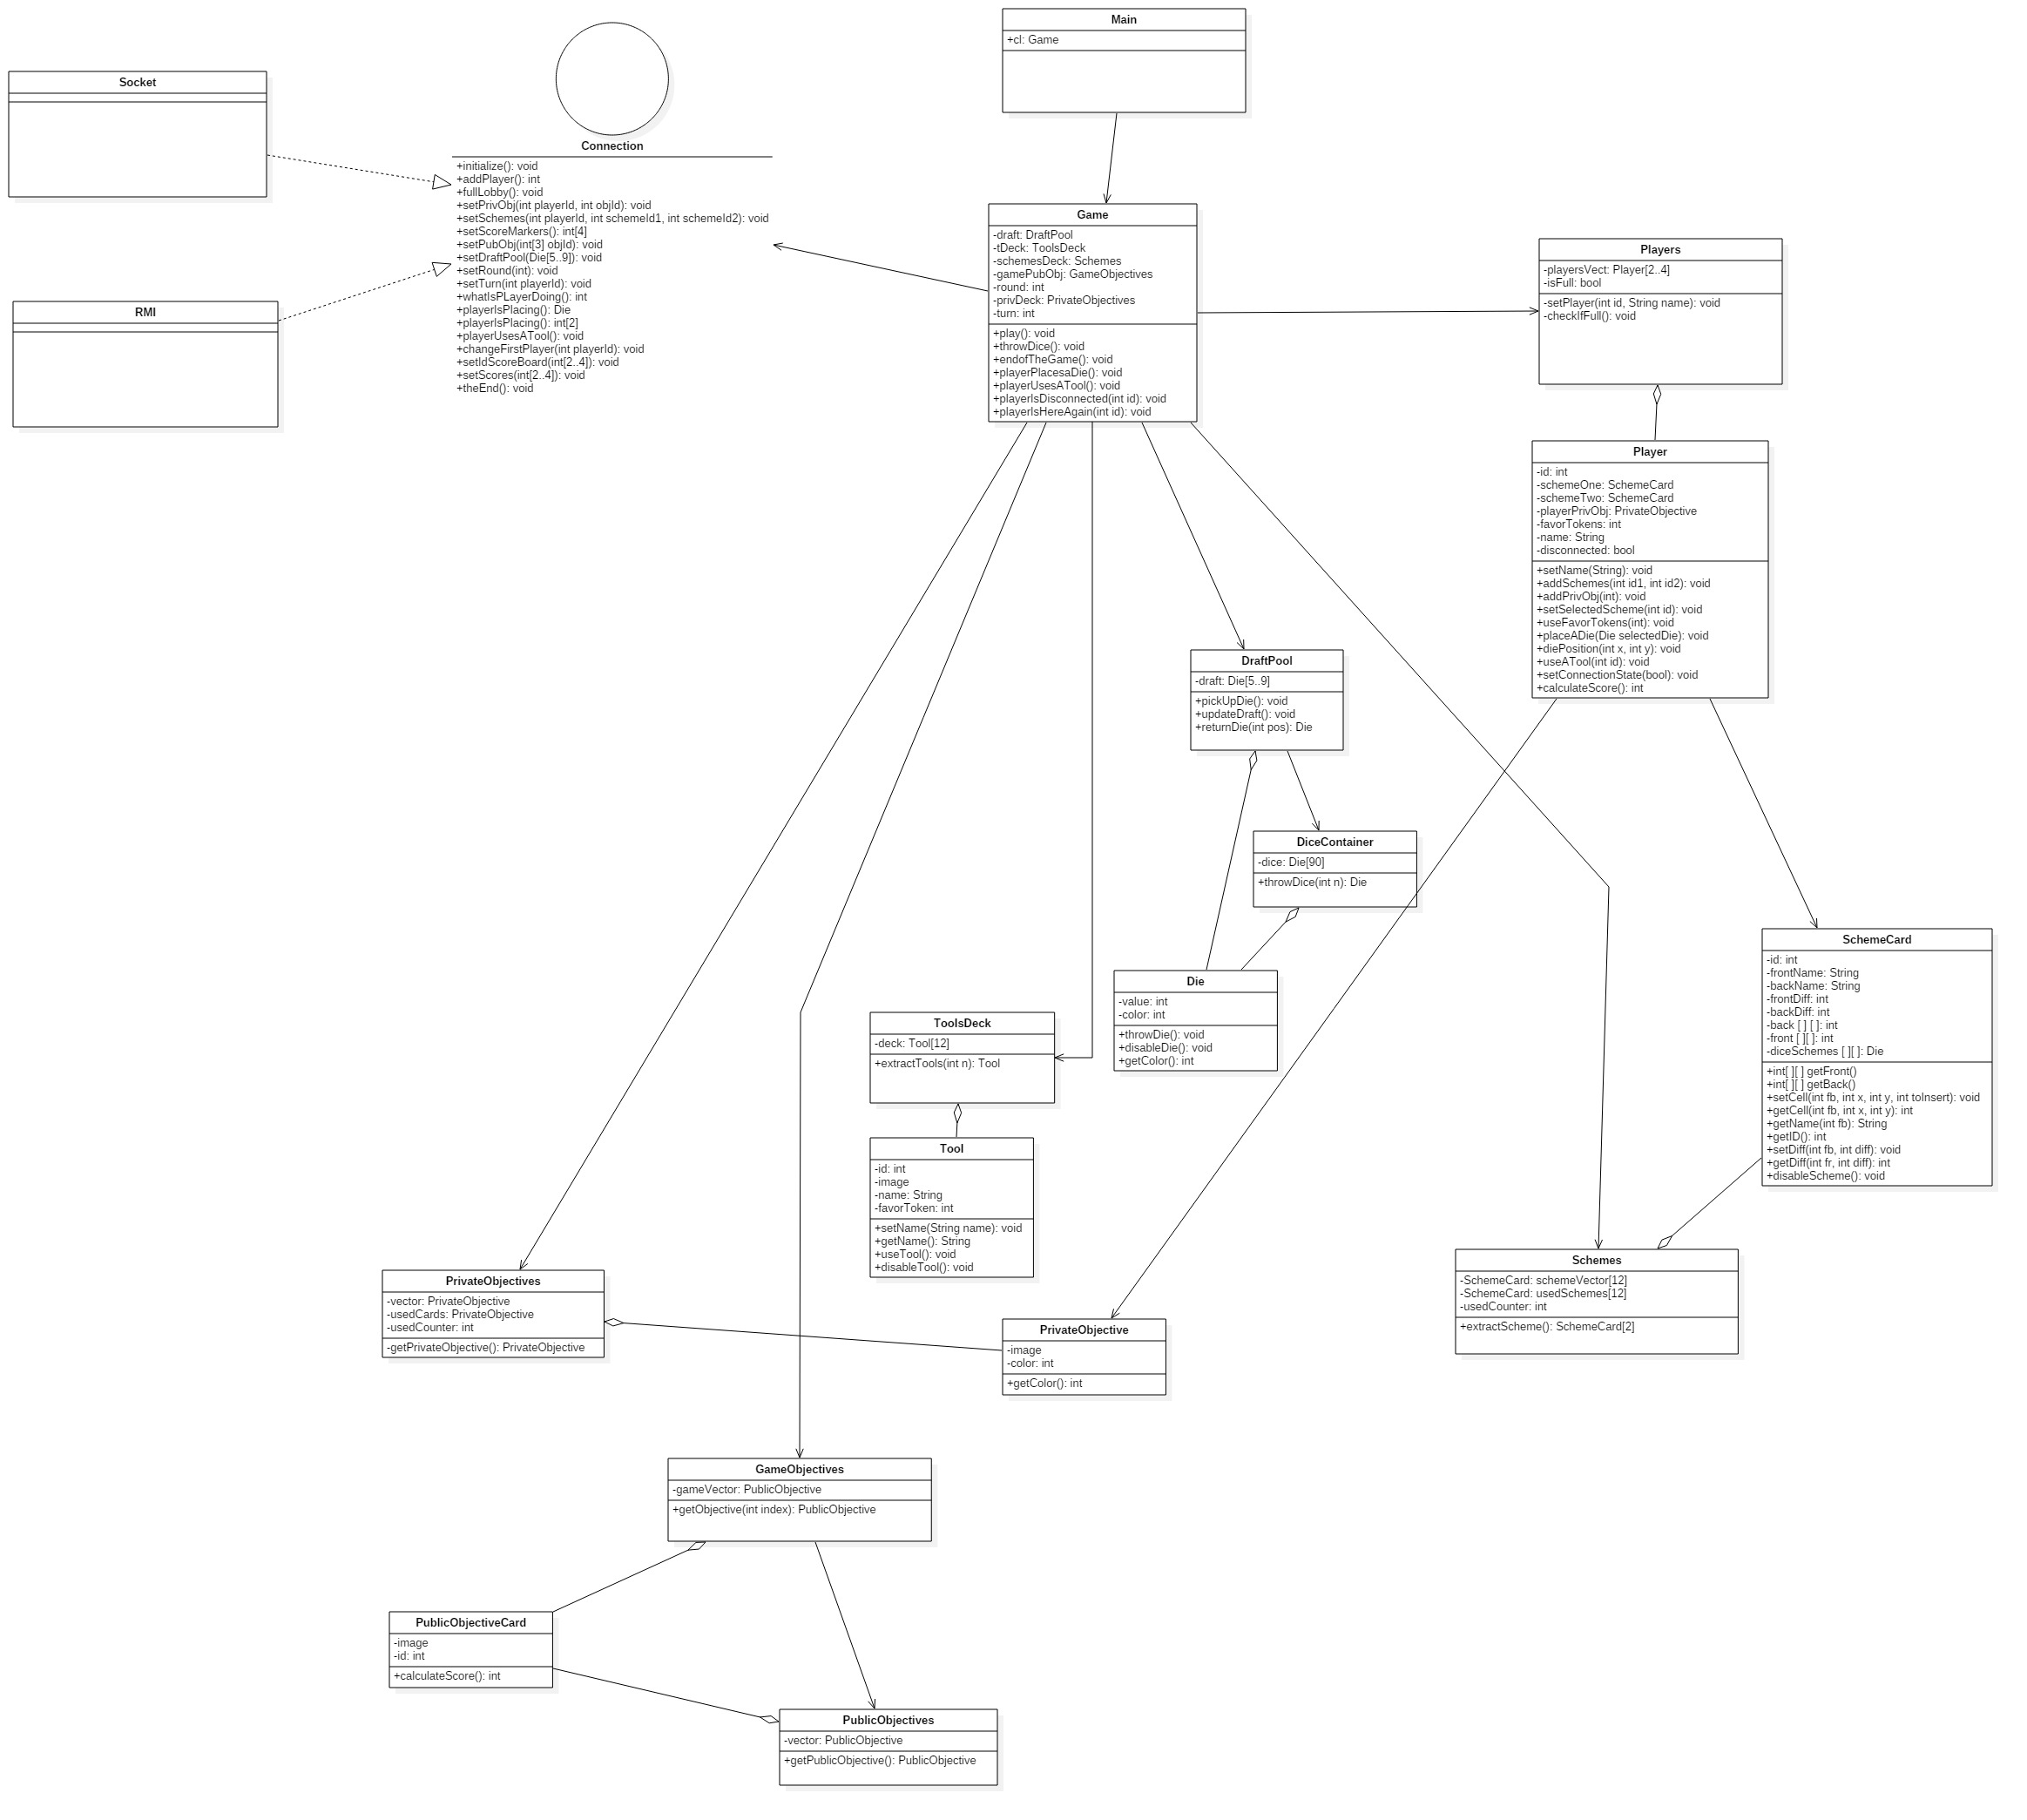 Main
+cl: Game
Socket
Connection
+initialize(): void
+addPlayer(): int
+fullLobby(): void
+setPrivObj(int playerId, int objId): void
+setSchemes(int playerId, int schemeId1, int schemeId2): void
+setScoreMarkers(): int[4]
+setPubObj(int[3] objId): void
+setDraftPool(Die[5..9]): void
+setRound(int): void
+setTurn(int playerId): void
+whatIsPLayerDoing(): int
+playerIsPlacing(): Die
+playerIsPlacing(): int[2]
+playerUsesATool(): void
+changeFirstPlayer(int playerId): void
+setIdScoreBoard(int[2..4]): void
+setScores(int[2..4]): void
+theEnd(): void
RMI
Game
-draft: DraftPool
-tDeck: ToolsDeck
-schemesDeck: Schemes
-gamePubObj: GameObjectives
-round: int
-privDeck: PrivateObjectives
-turn: int
+play(): void
+throwDice(): void
+endofTheGame(): void
+playerPlacesaDie(): void
+playerUsesATool(): void
+playerIsDisconnected(int id): void
+playerIsHereAgain(int id): void
Players
-playersVect: Player[2..4]
-isFull: bool
-setPlayer(int id, String name): void
-checkIfFull(): void
Player
-id: int
-schemeOne: SchemeCard
-schemeTwo: SchemeCard
-playerPrivObj: PrivateObjective
-favorTokens: int
-name: String
-disconnected: bool
+setName(String): void
+addSchemes(int id1, int id2): void
+addPrivObj(int): void
+setSelectedScheme(int id): void
+useFavorTokens(int): void
+placeADie(Die selectedDie): void
+diePosition(int x, int y): void
+useATool(int id): void
+setConnectionState(bool): void
+calculateScore(): int
DraftPool
-draft: Die[5..9]
+pickUpDie(): void
+updateDraft(): void
+returnDie(int pos): Die
DiceContainer
-dice: Die[90]
+throwDice(int n): Die
Die
-value: int
-color: int
+throwDie(): void
+disableDie(): void
+getColor(): int
SchemeCard
-id: int
-frontName: String
-backName: String
-frontDiff: int
-backDiff: int
-back [ ] [ ]: int
-front [ ][ ]: int
-diceSchemes [ ][ ]: Die
+int[ ][ ] getFront()
+int[ ][ ] getBack()
+setCell(int fb, int x, int y, int toInsert): void
+getCell(int fb, int x, int y): int
+getName(int fb): String
+getID(): int
+setDiff(int fb, int diff): void
+getDiff(int fr, int diff): int
+disableScheme(): void
ToolsDeck
-deck: Tool[12]
+extractTools(int n): Tool
Tool
-id: int
-image
-name: String
-favorToken: int
+setName(String name): void
+getName(): String
+useTool(): void
+disableTool(): void
Schemes
-SchemeCard: schemeVector[12]
-SchemeCard: usedSchemes[12]
-usedCounter: int
+extractScheme(): SchemeCard[2]
PrivateObjectives
-vector: PrivateObjective
-usedCards: PrivateObjective
-usedCounter: int
-getPrivateObjective(): PrivateObjective
PrivateObjective
-image
-color: int
+getColor(): int
GameObjectives
-gameVector: PublicObjective
+getObjective(int index): PublicObjective
PublicObjectiveCard
-image
-id: int
+calculateScore(): int
PublicObjectives
-vector: PublicObjective
+getPublicObjective(): PublicObjective